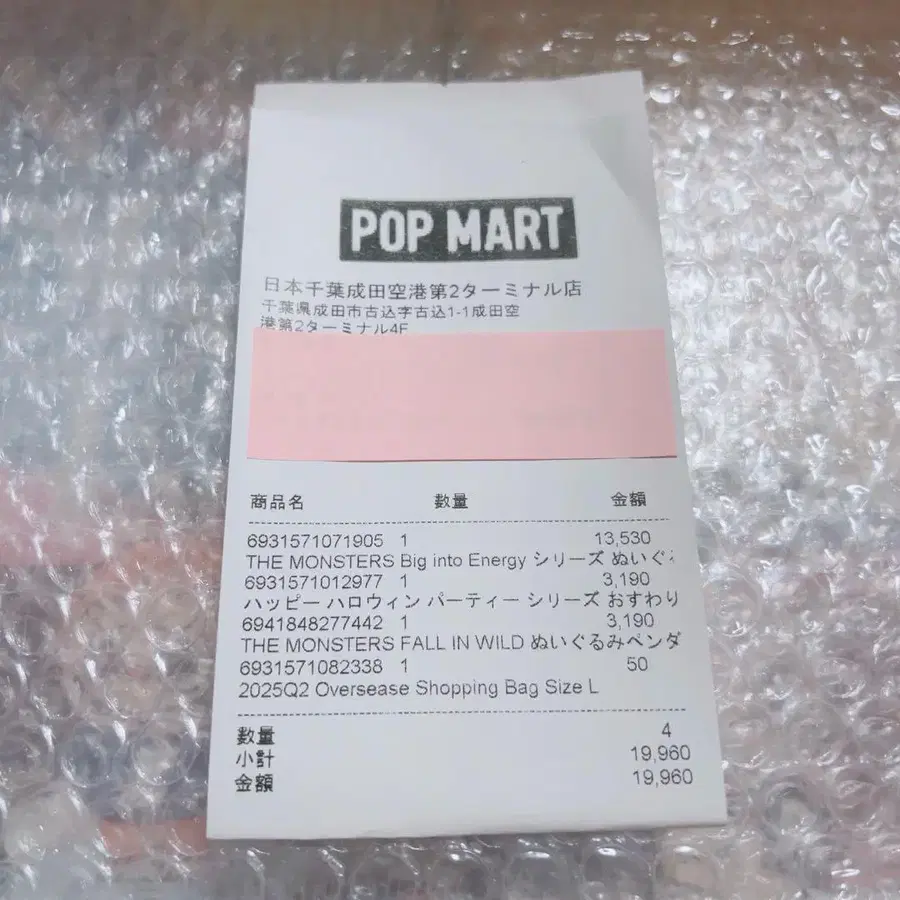 POP MART
日本千葉成田空港第2ターミナル店
千葉県成田市古込字古込1-1成田空
港第2ターミナル4F
商品名 数量 金額
6931571071905 1 13,530
THE MONSTERS Big into Energy シリーズ ぬいぐ
6931571012977 1 3,190
ハッピー ハロウィン パーティー シリーズ おすわり
6941848277442 1 3,190
THE MONSTERS FALL IN WILD ぬいぐるみペンダ
6931571082338 1 50
2025Q2 Oversease Shopping Bag Size L
数量 4
小計 19,960
金額 19,960